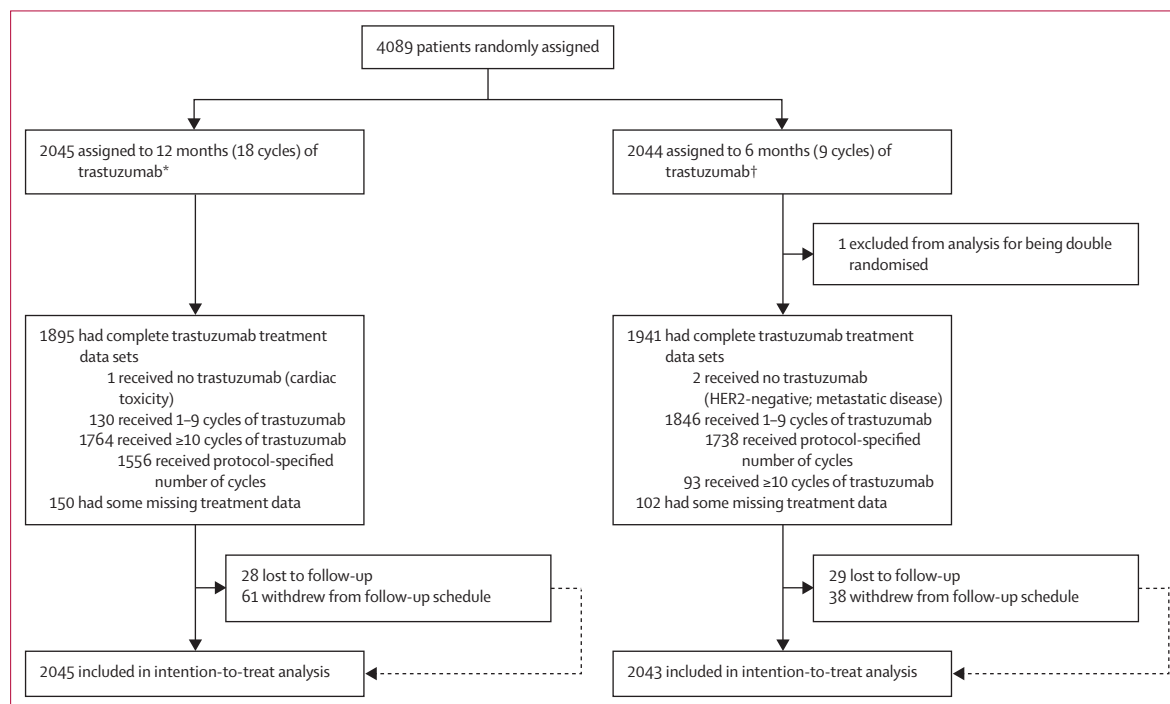 4089 patients randomly assigned
2045 assigned to 12 months (18 cycles) of
trastuzumab*
2044 assigned to 6 months (9 cycles) of
trastuzumab†
1 excluded from analysis for being double
randomised
1895 had complete trastuzumab treatment
data sets
1 received no trastuzumab (cardiac
toxicity)
130 received 1–9 cycles of trastuzumab
1764 received ≥10 cycles of trastuzumab
1556 received protocol-specified
number of cycles
150 had some missing treatment data
1941 had complete trastuzumab treatment
data sets
2 received no trastuzumab
(HER2-negative; metastatic disease)
1846 received 1–9 cycles of trastuzumab
1738 received protocol-specified
number of cycles
93 received ≥10 cycles of trastuzumab
102 had some missing treatment data
28 lost to follow-up
61 withdrew from follow-up schedule
29 lost to follow-up
38 withdrew from follow-up schedule
2045 included in intention-to-treat analysis
2043 included in intention-to-treat analysis